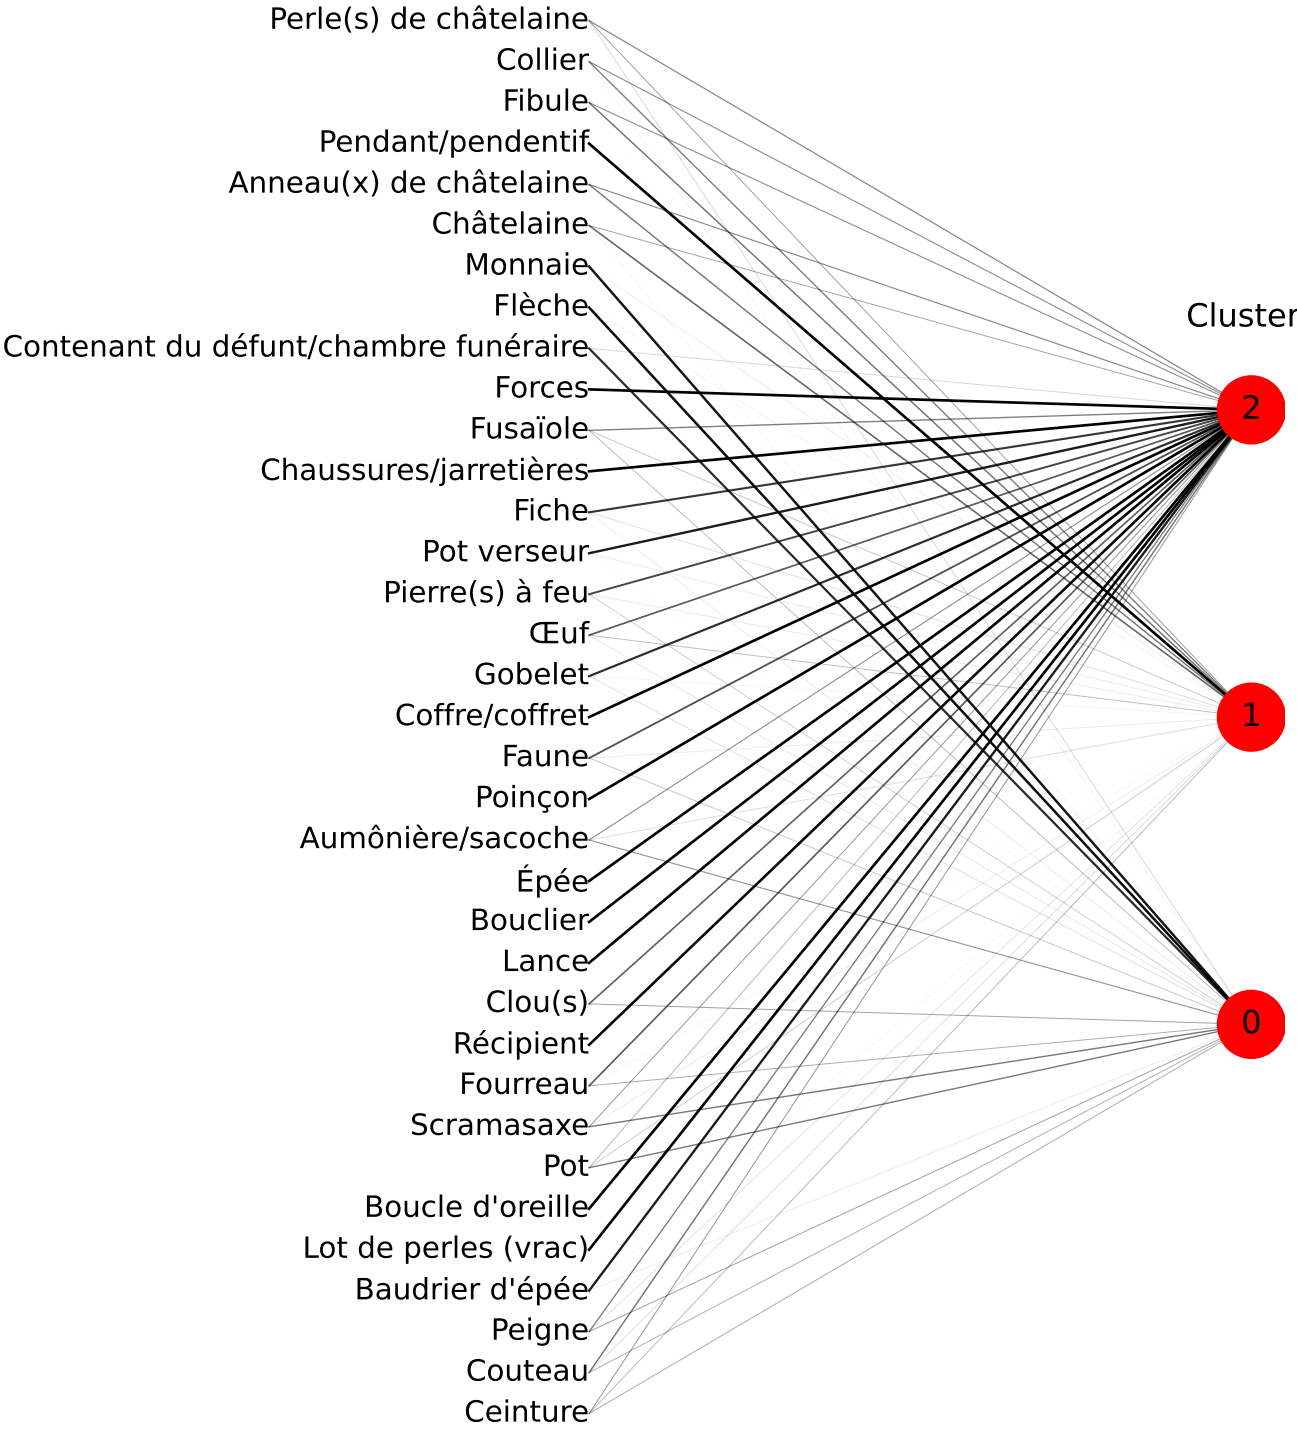 Perle(s) de châtelaine
Collier
Fibule
Pendant/pendentif
Anneau(x) de châtelaine
Châtelaine
Monnaie
Flèche
Cluster
Contenant du défunt/chambre funéraire
Forces
2
Fusaïole
Chaussures/jarretières
Fiche
Pot verseur
Pierre(s) à feu
Œuf
Gobelet
Coffre/coffret
1
Faune
Poinçon
Aumônière/sacoche
Épée
Bouclier
Lance
Clou(s)
0
Récipient
Fourreau
Scramasaxe
Pot
Boucle d'oreille
Lot de perles (vrac)
Baudrier d'épée
Peigne
Couteau
Ceinture